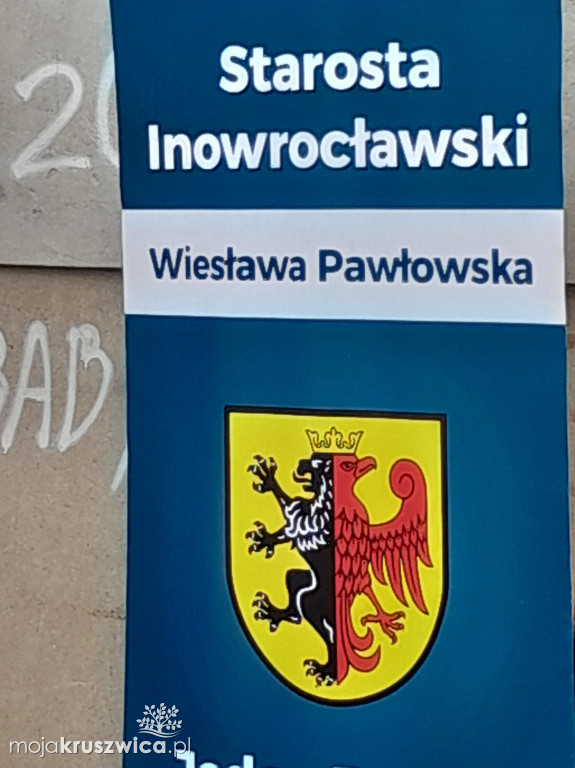 Starosta
Inowrocławski
Wiesława Pawłowska
mojakruszwica.pl